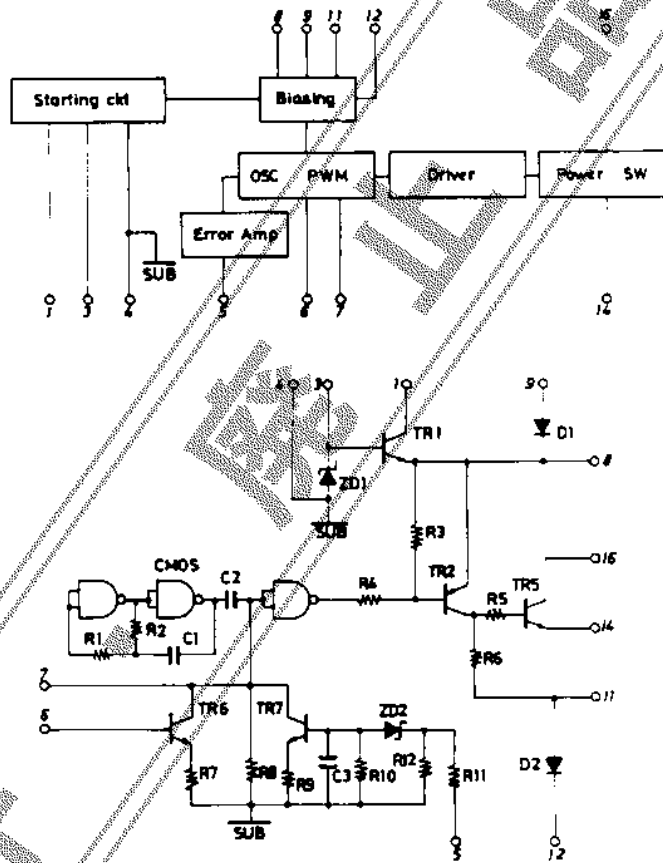 8 9 11 12 16
Starting ckt
Biasing
OSC PWM
Driver
Power SW
Error Amp
SUB
1 3 4 5 6 7 14
4 3 1 9
TR1
D1
ZD1
8
SUB
R3
CMOS
C2
TR2
16
R4
TR5
R5
R1
R2
C1
14
R6
7
11
TR6
TR7
ZD2
6
R7
R8
R9
C3
R10
R12
R11
D2
SUB
5
12